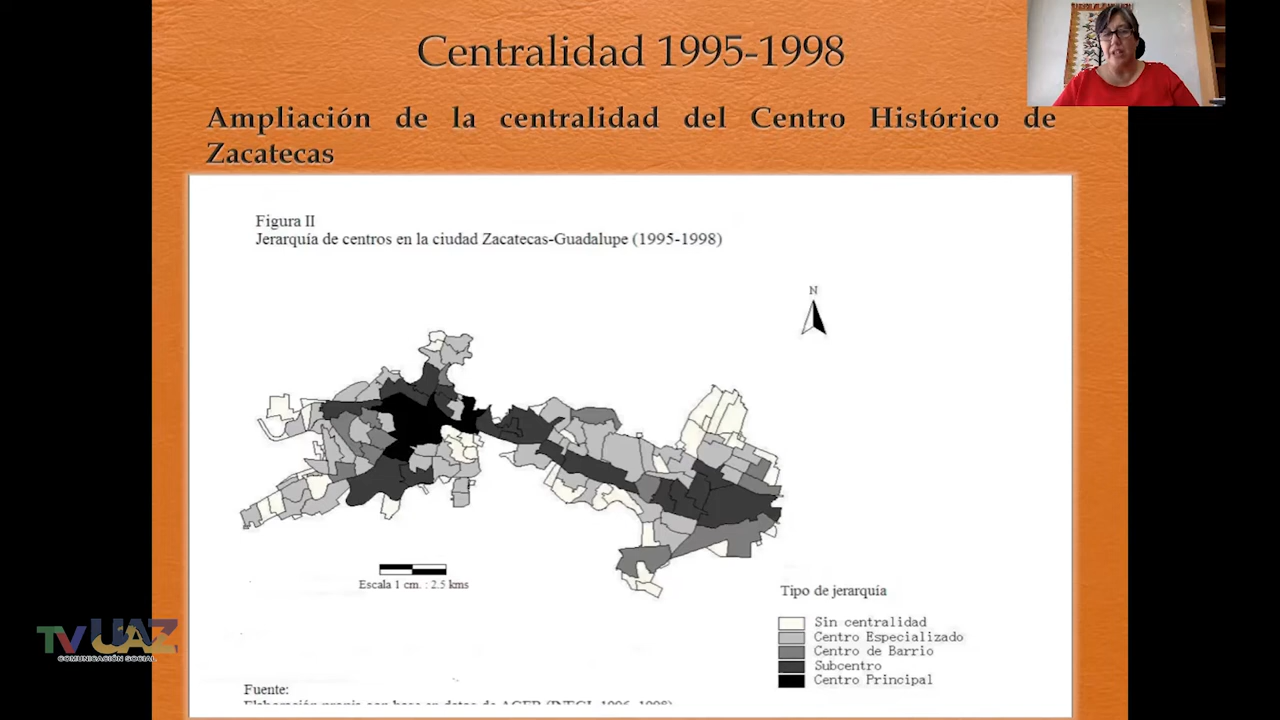 Centralidad 1995-1998
Ampliación de la centralidad del Centro Histórico de
Zacatecas
Figura II
Jerarquía de centros en la ciudad Zacatecas-Guadalupe (1995-1998)
N
Escala 1 cm. : 2.5 kms
Tipo de jerarquía
Sin centralidad
Centro Especializado
Centro de Barrio
Subcentro
Centro Principal
TV UAZ
COMUNICACIÓN SOCIAL
Fuente:
Elaboración propia con base en datos de AGEB (INEGI, 1996, 1998)